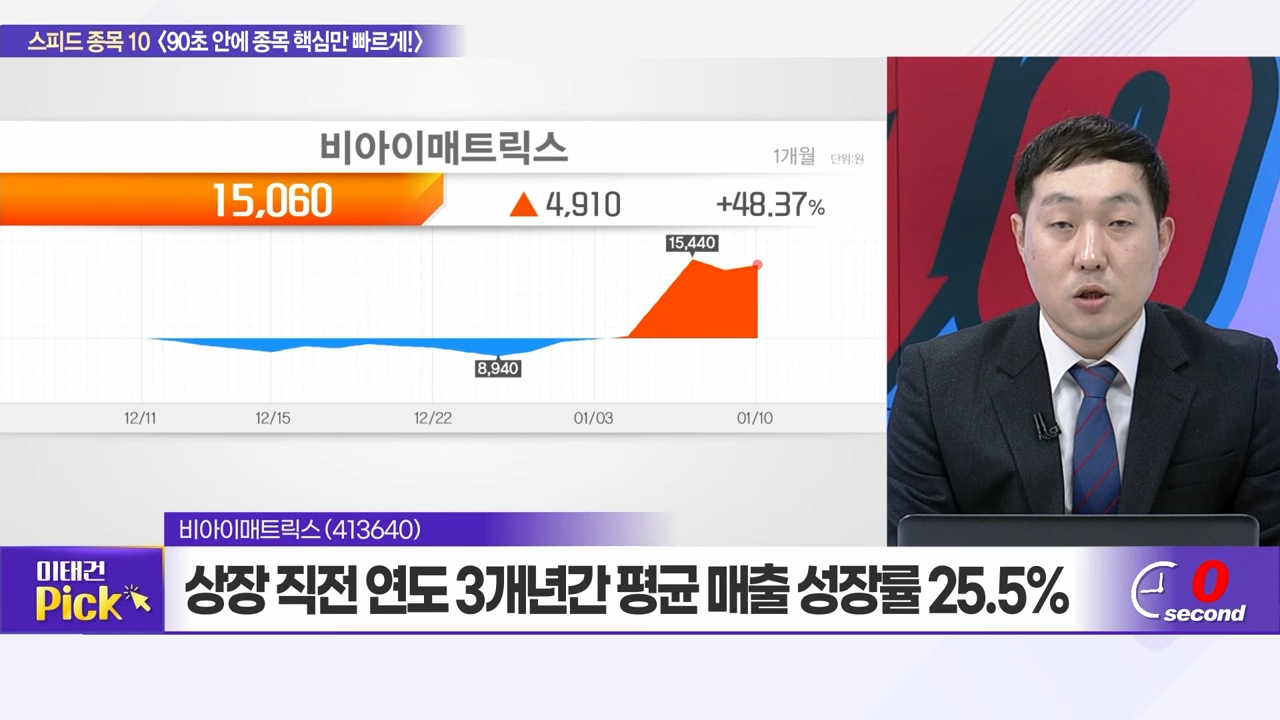 스피드 종목 10 〈90초 안에 종목 핵심만 빠르게!〉
비아이매트릭스
1개월 단위:원
15,060 ▲ 4,910 +48.37%
15,440
8,940
12/11 12/15 12/22 01/03 01/10
비아이매트릭스 (413640)
이태건
Pick
상장 직전 연도 3개년간 평균 매출 성장률 25.5%
0
second